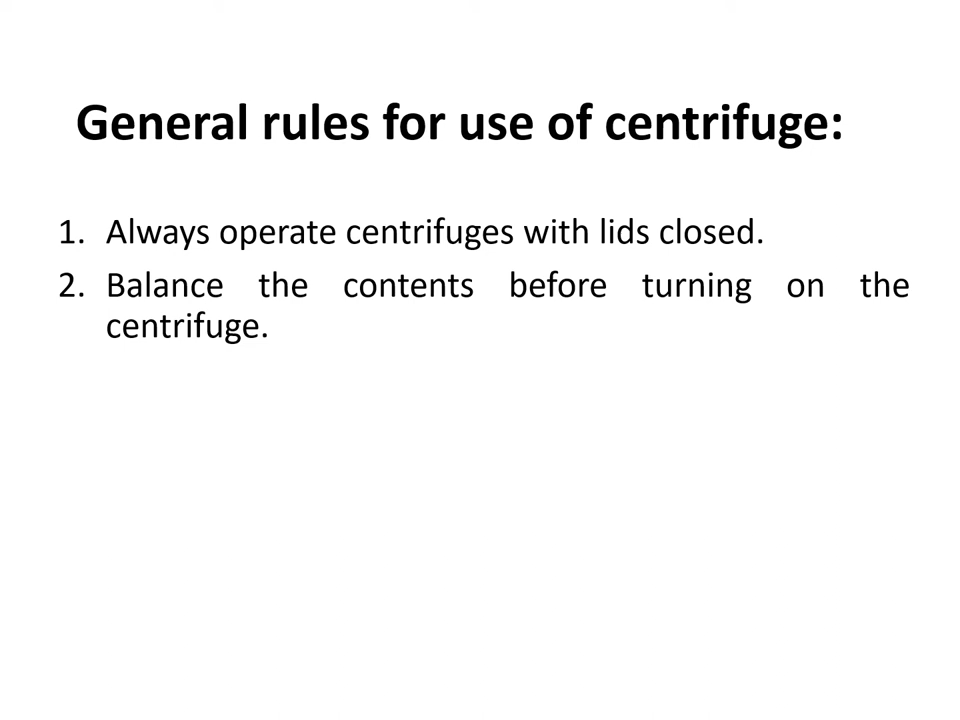 General rules for use of centrifuge:
1. Always operate centrifuges with lids closed.
2. Balance the contents before turning on the
centrifuge.